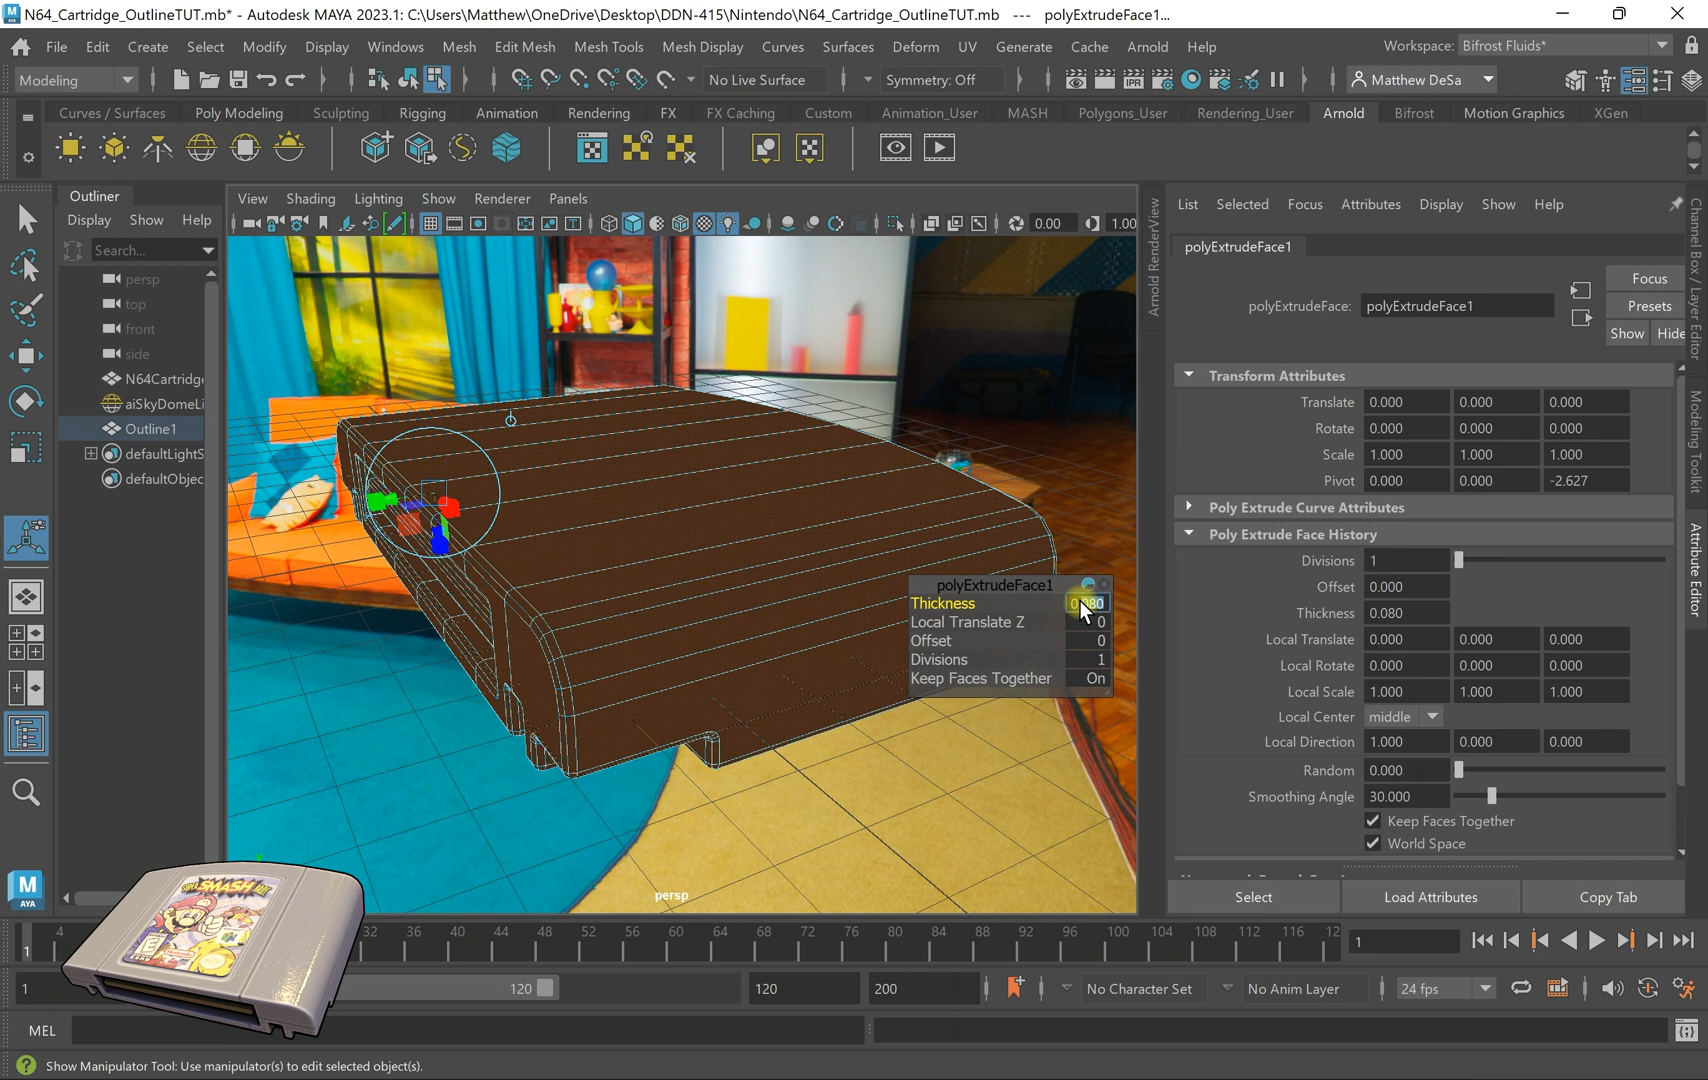 N64_Cartridge_OutlineTUT.mb* - Autodesk MAYA 2023.1: C:\Users\Matthew\OneDrive\Desktop\DDN-415\Nintendo\N64_Cartridge_OutlineTUT.mb --- polyExtrudeFace1...
File Edit Create Select Modify Display Windows Mesh Edit Mesh Mesh Tools Mesh Display Curves Surfaces Deform UV Generate Cache Arnold Help Workspace: Bifrost Fluids*
Modeling No Live Surface Symmetry: Off Matthew DeSa
Curves / Surfaces Poly Modeling Sculpting Rigging Animation Rendering FX FX Caching Custom Animation_User MASH Polygons_User Rendering_User Arnold Bifrost Motion Graphics XGen
Outliner
Display Show Help
Search...
persp
top
front
side
N64Cartridge
aiSkyDomeLi
Outline1
defaultLightS
defaultObjec
View Shading Lighting Show Renderer Panels
IPR
0.00 1.00
polyExtrudeFace1
Thickness 0.080
Local Translate Z 0
Offset 0
Divisions 1
Keep Faces Together On
persp
Arnold RenderView
List Selected Focus Attributes Display Show Help
polyExtrudeFace1
Focus
polyExtrudeFace: polyExtrudeFace1 Presets
Show Hide
Transform Attributes
Translate 0.000 0.000 0.000
Rotate 0.000 0.000 0.000
Scale 1.000 1.000 1.000
Pivot 0.000 0.000 -2.627
Poly Extrude Curve Attributes
Poly Extrude Face History
Divisions 1
Offset 0.000
Thickness 0.080
Local Translate 0.000 0.000 0.000
Local Rotate 0.000 0.000 0.000
Local Scale 1.000 1.000 1.000
Local Center middle
Local Direction 1.000 0.000 0.000
Random 0.000
Smoothing Angle 30.000
Keep Faces Together
World Space
Select Load Attributes Copy Tab
Channel Box / Layer Editor
Modeling Toolkit
Attribute Editor
M
AYA
SUPER SMASH BROS
E
Nintendo
1 4 32 36 40 44 48 52 56 60 64 68 72 76 80 84 88 92 96 100 104 108 112 116 12 1
1 120 120 200 No Character Set No Anim Layer 24 fps
MEL
Show Manipulator Tool: Use manipulator(s) to edit selected object(s).